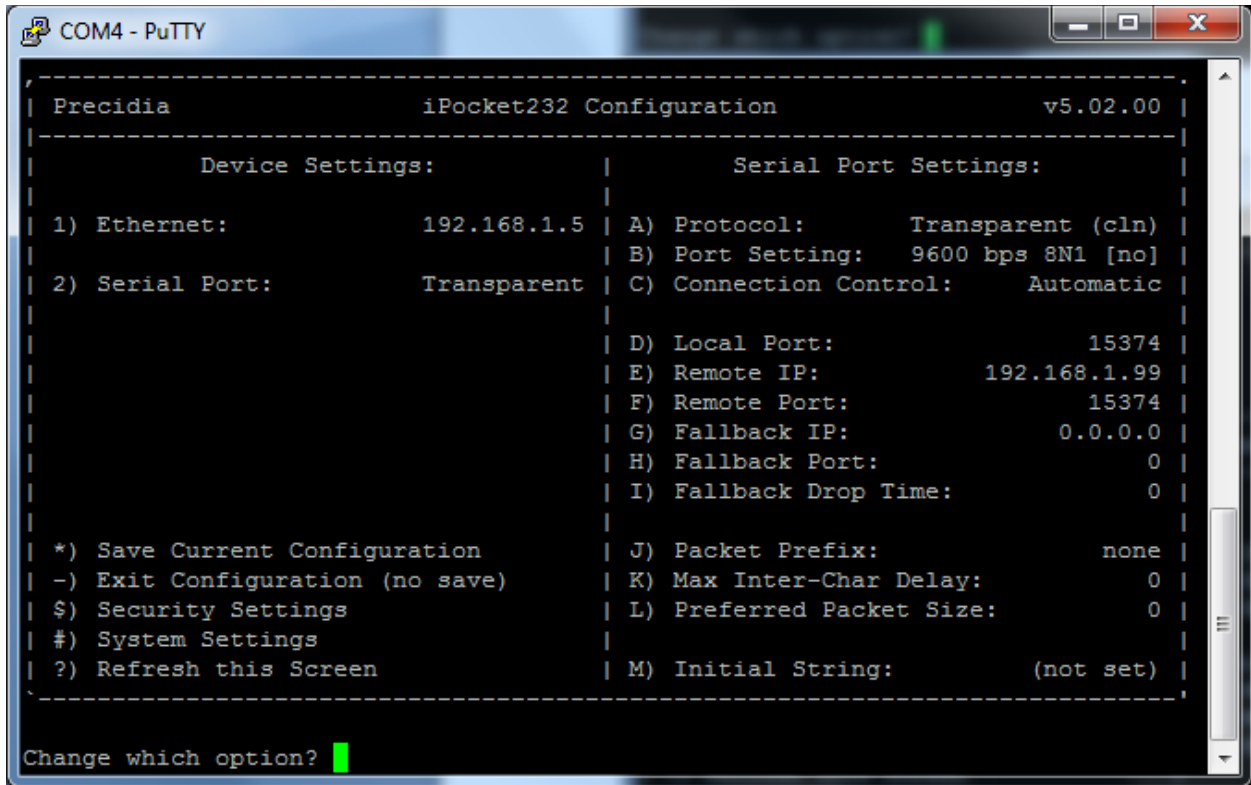 COM4 - PuTTY
Change which option?
,------------------------------------------------------------------------------.
| Precidia                 iPocket232 Configuration                  v5.02.00 |
|------------------------------------------------------------------------------|
|           Device Settings:            |        Serial Port Settings:         |
|                                       |                                      |
| 1) Ethernet:             192.168.1.5 | A) Protocol:       Transparent (cln) |
|                                       | B) Port Setting:   9600 bps 8N1 [no] |
| 2) Serial Port:          Transparent | C) Connection Control:     Automatic |
|                                       |                                      |
|                                       | D) Local Port:                 15374 |
|                                       | E) Remote IP:           192.168.1.99 |
|                                       | F) Remote Port:                15374 |
|                                       | G) Fallback IP:              0.0.0.0 |
|                                       | H) Fallback Port:                  0 |
|                                       | I) Fallback Drop Time:             0 |
|                                       |                                      |
| *) Save Current Configuration        | J) Packet Prefix:               none |
| -) Exit Configuration (no save)      | K) Max Inter-Char Delay:           0 |
| $) Security Settings                 | L) Preferred Packet Size:          0 |
| #) System Settings                   |                                      |
| ?) Refresh this Screen               | M) Initial String:         (not set) |
`------------------------------------------------------------------------------'
Change which option?